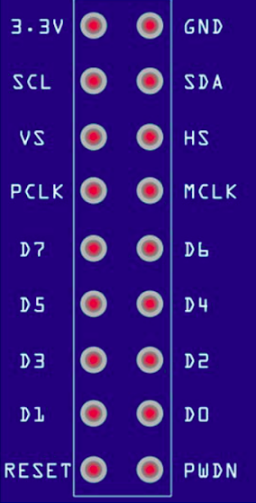 3.3V GND
SCL SDA
VS HS
PCLK MCLK
D7 D6
D5 D4
D3 D2
D1 D0
RESET PWDN